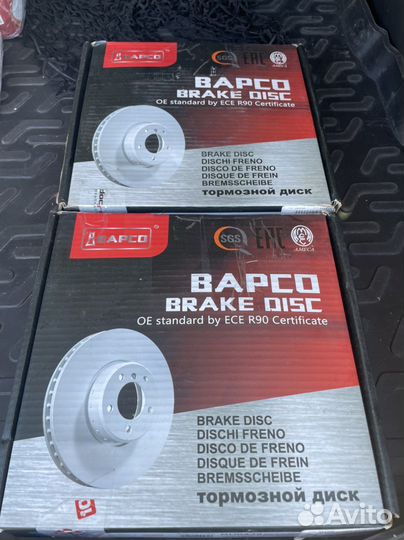 BAPCO
SGS
EAC
AMECA
BAPCO
BRAKE DISC
OE standard by ECE R90 Certificate
BRAKE DISC
DISCHI FRENO
DISCO DE FRENO
DISQUE DE FREIN
BREMSSCHEIBE
тормозной диск
BAPCO
SGS
EAC
AMECA
BAPCO
BRAKE DISC
OE standard by ECE R90 Certificate
BRAKE DISC
DISCHI FRENO
DISCO DE FRENO
DISQUE DE FREIN
BREMSSCHEIBE
тормозной диск
Avito